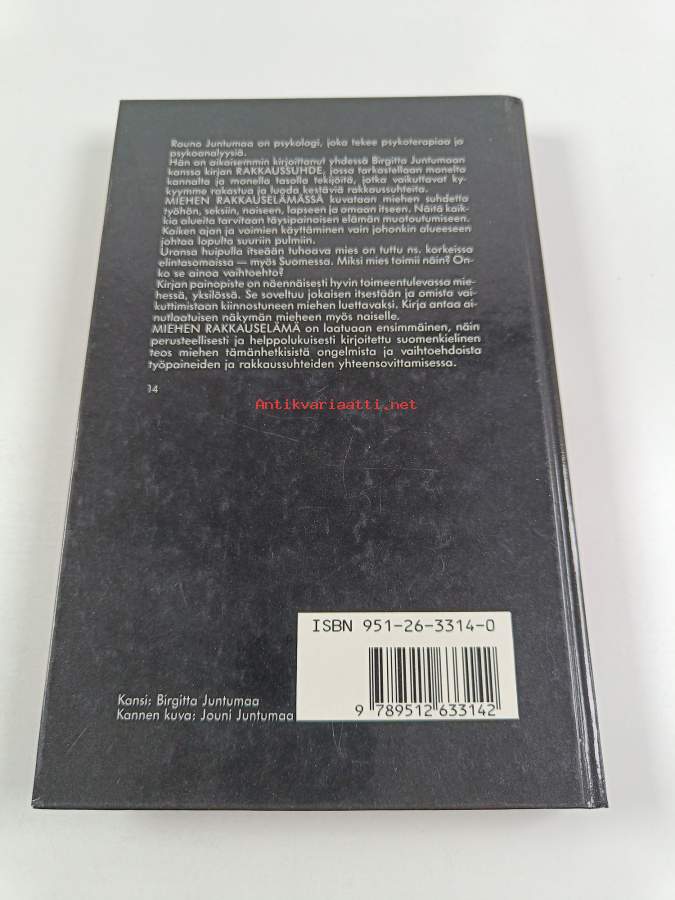 Rauno Juntumaa on psykologi, joka tekee psykoterapiaa ja
psykoanalyysiä.
Hän on aikaisemmin kirjoittanut yhdessä Birgitta Juntumaan
kanssa kirjan RAKKAUSSUHDE, jossa tarkastellaan monelta
kannalta ja monella tasolla tekijöitä, jotka vaikuttavat ky-
kyymme rakastua ja luoda kestäviä rakkaussuhteita.
MIEHEN RAKKAUSELÄMÄSSÄ kuvataan miehen suhdetta
työhön, seksiin, naiseen, lapseen ja omaan itseen. Näitä kaik-
kia alueita tarvitaan täysipainoisen elämän muotoutumiseen.
Kaiken ajan ja voimien käyttäminen vain johonkin alueeseen
johtaa lopulta suuriin pulmiin.
Uransa huipulla itseään tuhoava mies on tuttu ns. korkeissa
elintasomaissa — myös Suomessa. Miksi mies toimii näin? On-
ko se ainoa vaihtoehto?
Kirjan painopiste on näennäisesti hyvin toimeentulevassa mie-
hessä, yksilössä. Se soveltuu jokaisen itsestään ja omista vai-
kuttimistaan kiinnostuneen miehen luettavaksi. Kirja antaa ai-
nutlaatuisen näkymän mieheen myös naiselle.
MIEHEN RAKKAUSELÄMÄ on laatuaan ensimmäinen, näin
perusteellisesti ja helppolukuisesti kirjoitettu suomenkielinen
teos miehen tämänhetkisistä ongelmista ja vaihtoehdoista
työpaineiden ja rakkaussuhteiden yhteensovittamisessa.
14
Antikvariaatti.net
ISBN 951-26-3314-0
9 789512 633142
Kansi: Birgitta Juntumaa
Kannen kuva: Jouni Juntumaa